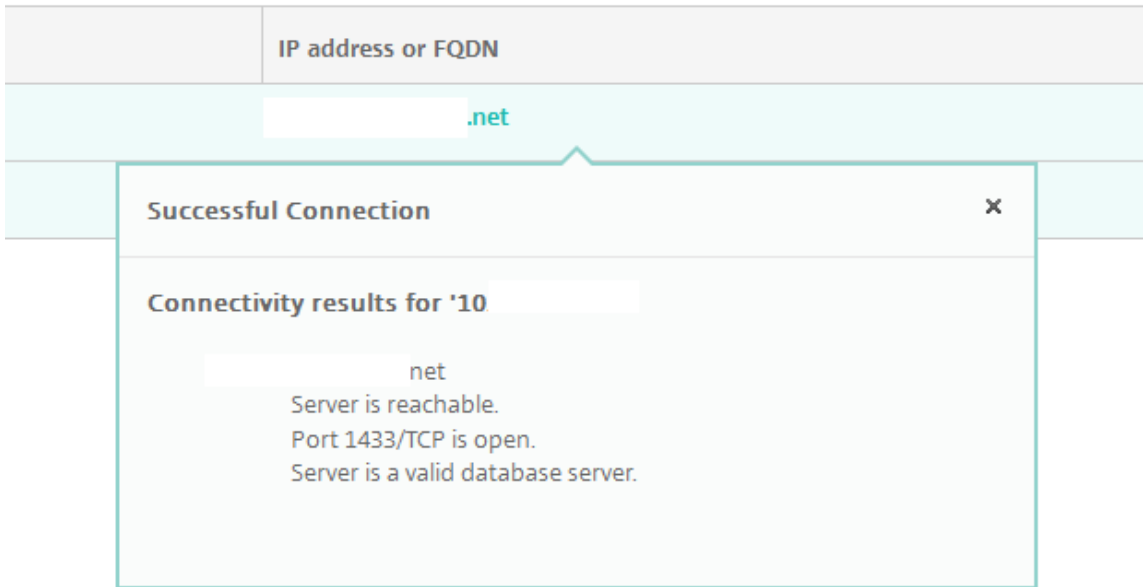 IP address or FQDN
.net
Successful Connection
×
Connectivity results for '10.
net
Server is reachable.
Port 1433/TCP is open.
Server is a valid database server.